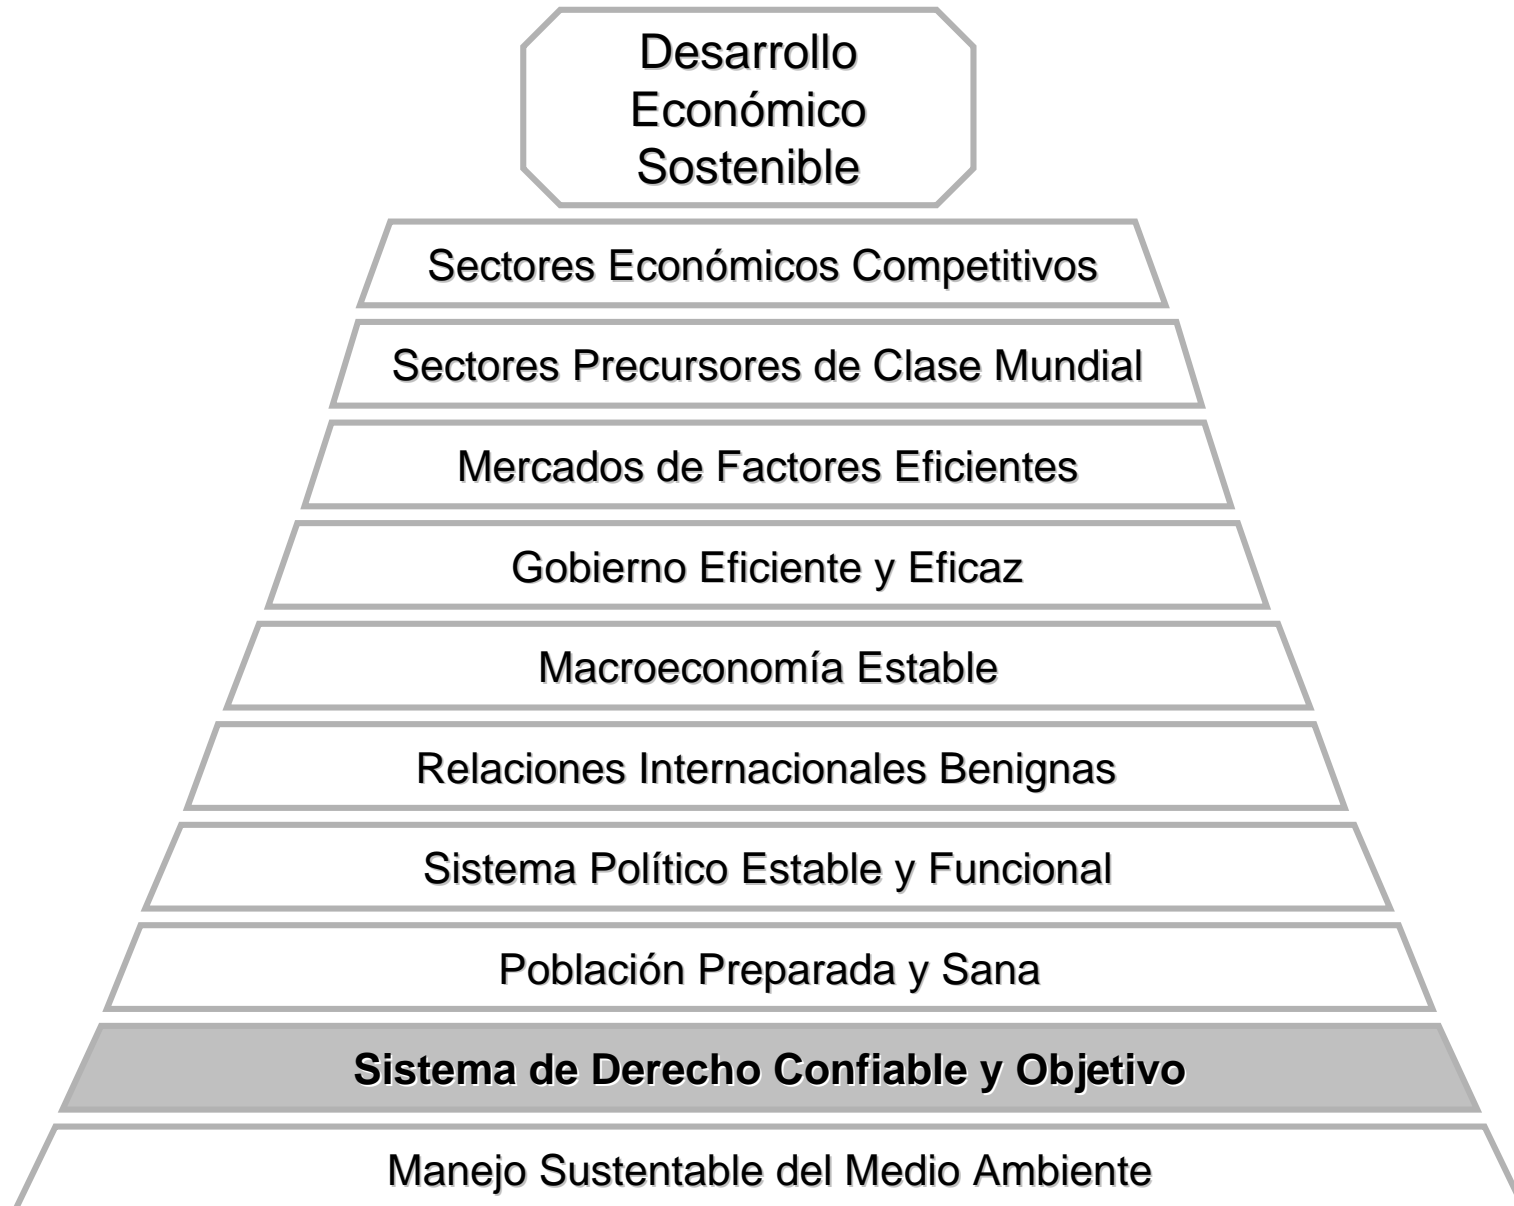 Desarrollo
Económico
Sostenible
Sectores Económicos Competitivos
Sectores Precursores de Clase Mundial
Mercados de Factores Eficientes
Gobierno Eficiente y Eficaz
Macroeconomía Estable
Relaciones Internacionales Benignas
Sistema Político Estable y Funcional
Población Preparada y Sana
Sistema de Derecho Confiable y Objetivo
Manejo Sustentable del Medio Ambiente